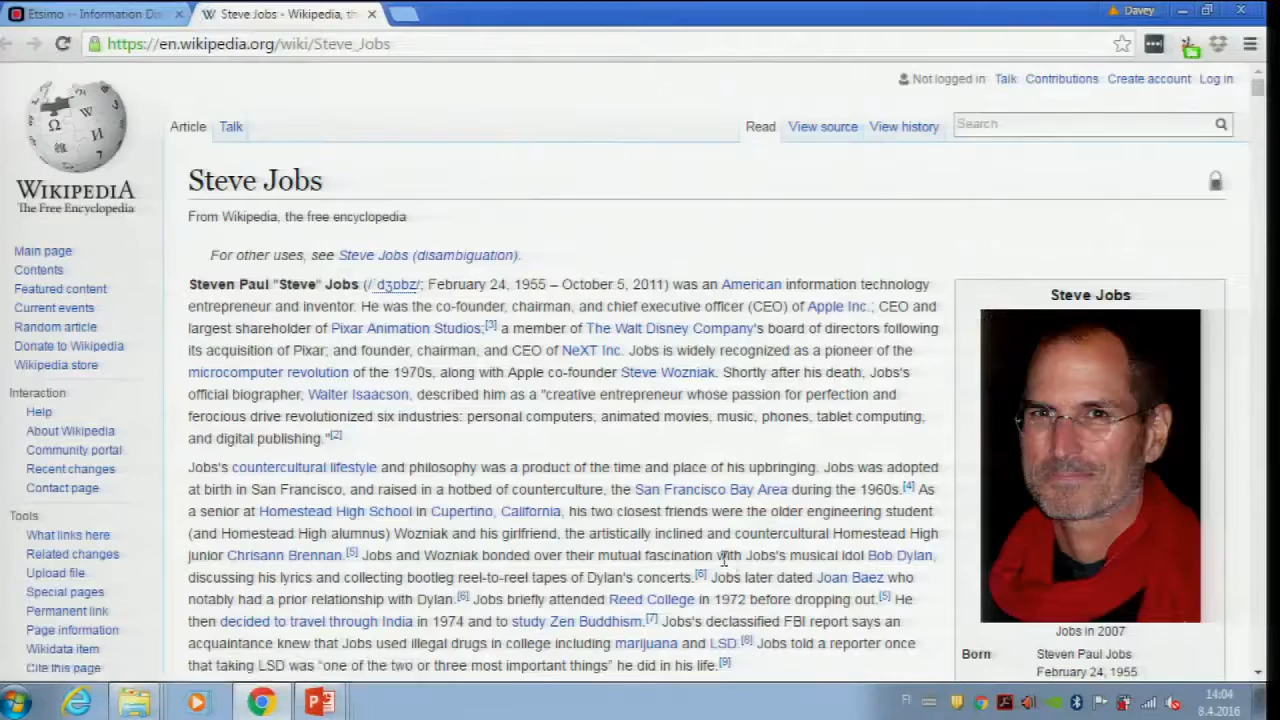 Etsimo -- Information Dis
Steve Jobs - Wikipedia, th
Davey
https://en.wikipedia.org/wiki/Steve_Jobs
Not logged in Talk Contributions Create account Log in
Article Talk
Read View source View history
Search
WIKIPEDIA
The Free Encyclopedia
Main page
Contents
Featured content
Current events
Random article
Donate to Wikipedia
Wikipedia store
Interaction
Help
About Wikipedia
Community portal
Recent changes
Contact page
Tools
What links here
Related changes
Upload file
Special pages
Permanent link
Page information
Wikidata item
Cite this page
Steve Jobs
From Wikipedia, the free encyclopedia
For other uses, see Steve Jobs (disambiguation).
Steven Paul "Steve" Jobs (/ˈdʒɒbz/; February 24, 1955 – October 5, 2011) was an American information technology
entrepreneur and inventor. He was the co-founder, chairman, and chief executive officer (CEO) of Apple Inc.; CEO and
largest shareholder of Pixar Animation Studios;[3] a member of The Walt Disney Company's board of directors following
its acquisition of Pixar; and founder, chairman, and CEO of NeXT Inc. Jobs is widely recognized as a pioneer of the
microcomputer revolution of the 1970s, along with Apple co-founder Steve Wozniak. Shortly after his death, Jobs's
official biographer, Walter Isaacson, described him as a "creative entrepreneur whose passion for perfection and
ferocious drive revolutionized six industries: personal computers, animated movies, music, phones, tablet computing,
and digital publishing."[2]
Jobs's countercultural lifestyle and philosophy was a product of the time and place of his upbringing. Jobs was adopted
at birth in San Francisco, and raised in a hotbed of counterculture, the San Francisco Bay Area during the 1960s.[4] As
a senior at Homestead High School in Cupertino, California, his two closest friends were the older engineering student
(and Homestead High alumnus) Wozniak and his girlfriend, the artistically inclined and countercultural Homestead High
junior Chrisann Brennan.[5] Jobs and Wozniak bonded over their mutual fascination with Jobs's musical idol Bob Dylan,
discussing his lyrics and collecting bootleg reel-to-reel tapes of Dylan's concerts.[6] Jobs later dated Joan Baez who
notably had a prior relationship with Dylan.[6] Jobs briefly attended Reed College in 1972 before dropping out.[5] He
then decided to travel through India in 1974 and to study Zen Buddhism.[7] Jobs's declassified FBI report says an
acquaintance knew that Jobs used illegal drugs in college including marijuana and LSD.[8] Jobs told a reporter once
that taking LSD was "one of the two or three most important things" he did in his life.[9]
Steve Jobs
Jobs in 2007
Born Steven Paul Jobs
February 24, 1955
FI
14:04
8.4.2016